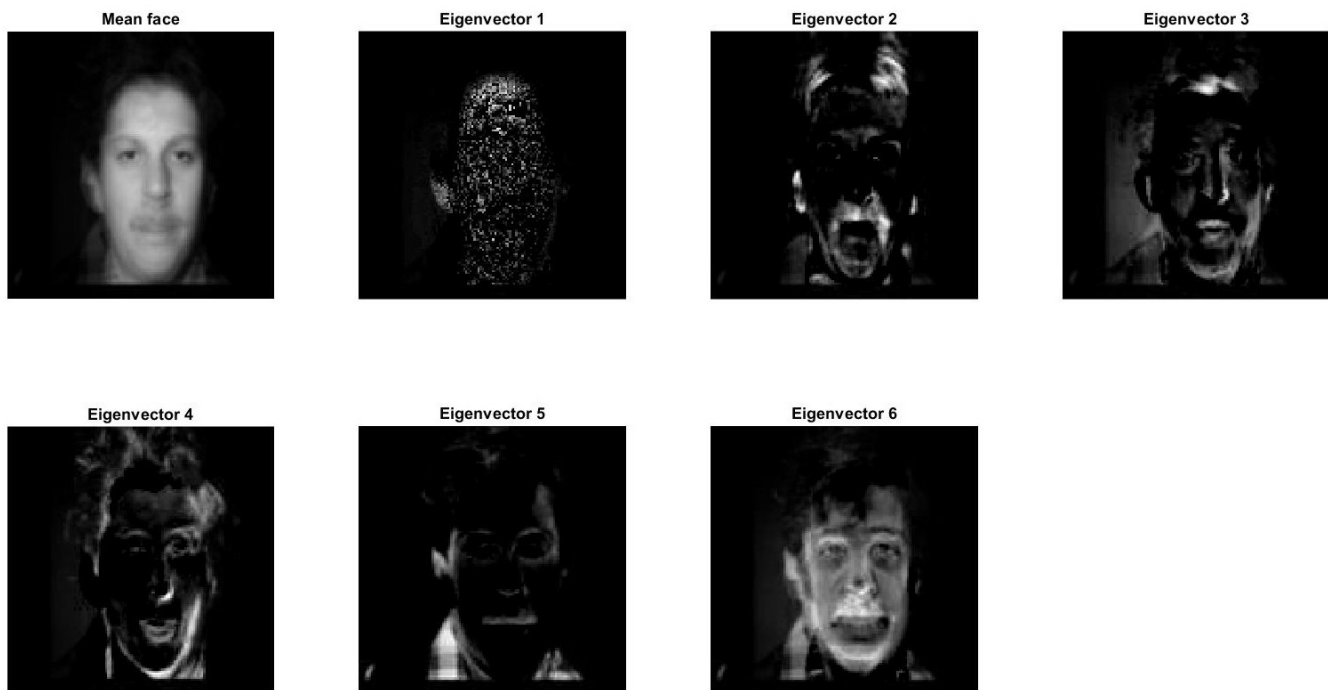 Mean face
Eigenvector 1
Eigenvector 2
Eigenvector 3
Eigenvector 4
Eigenvector 5
Eigenvector 6